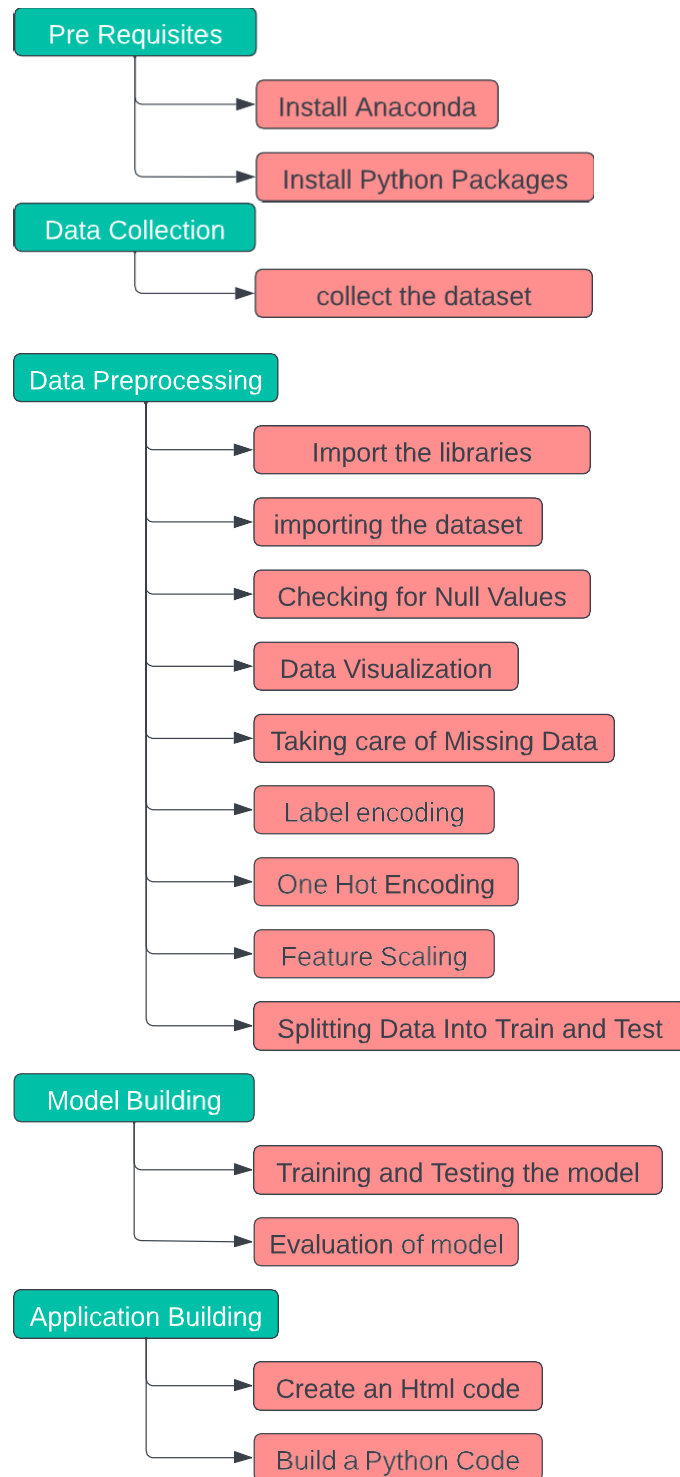 Pre Requisites
Install Anaconda
Install Python Packages
Data Collection
collect the dataset
Data Preprocessing
Import the libraries
importing the dataset
Checking for Null Values
Data Visualization
Taking care of Missing Data
Label encoding
One Hot Encoding
Feature Scaling
Splitting Data Into Train and Test
Model Building
Training and Testing the model
Evaluation of model
Application Building
Create an Html code
Build a Python Code